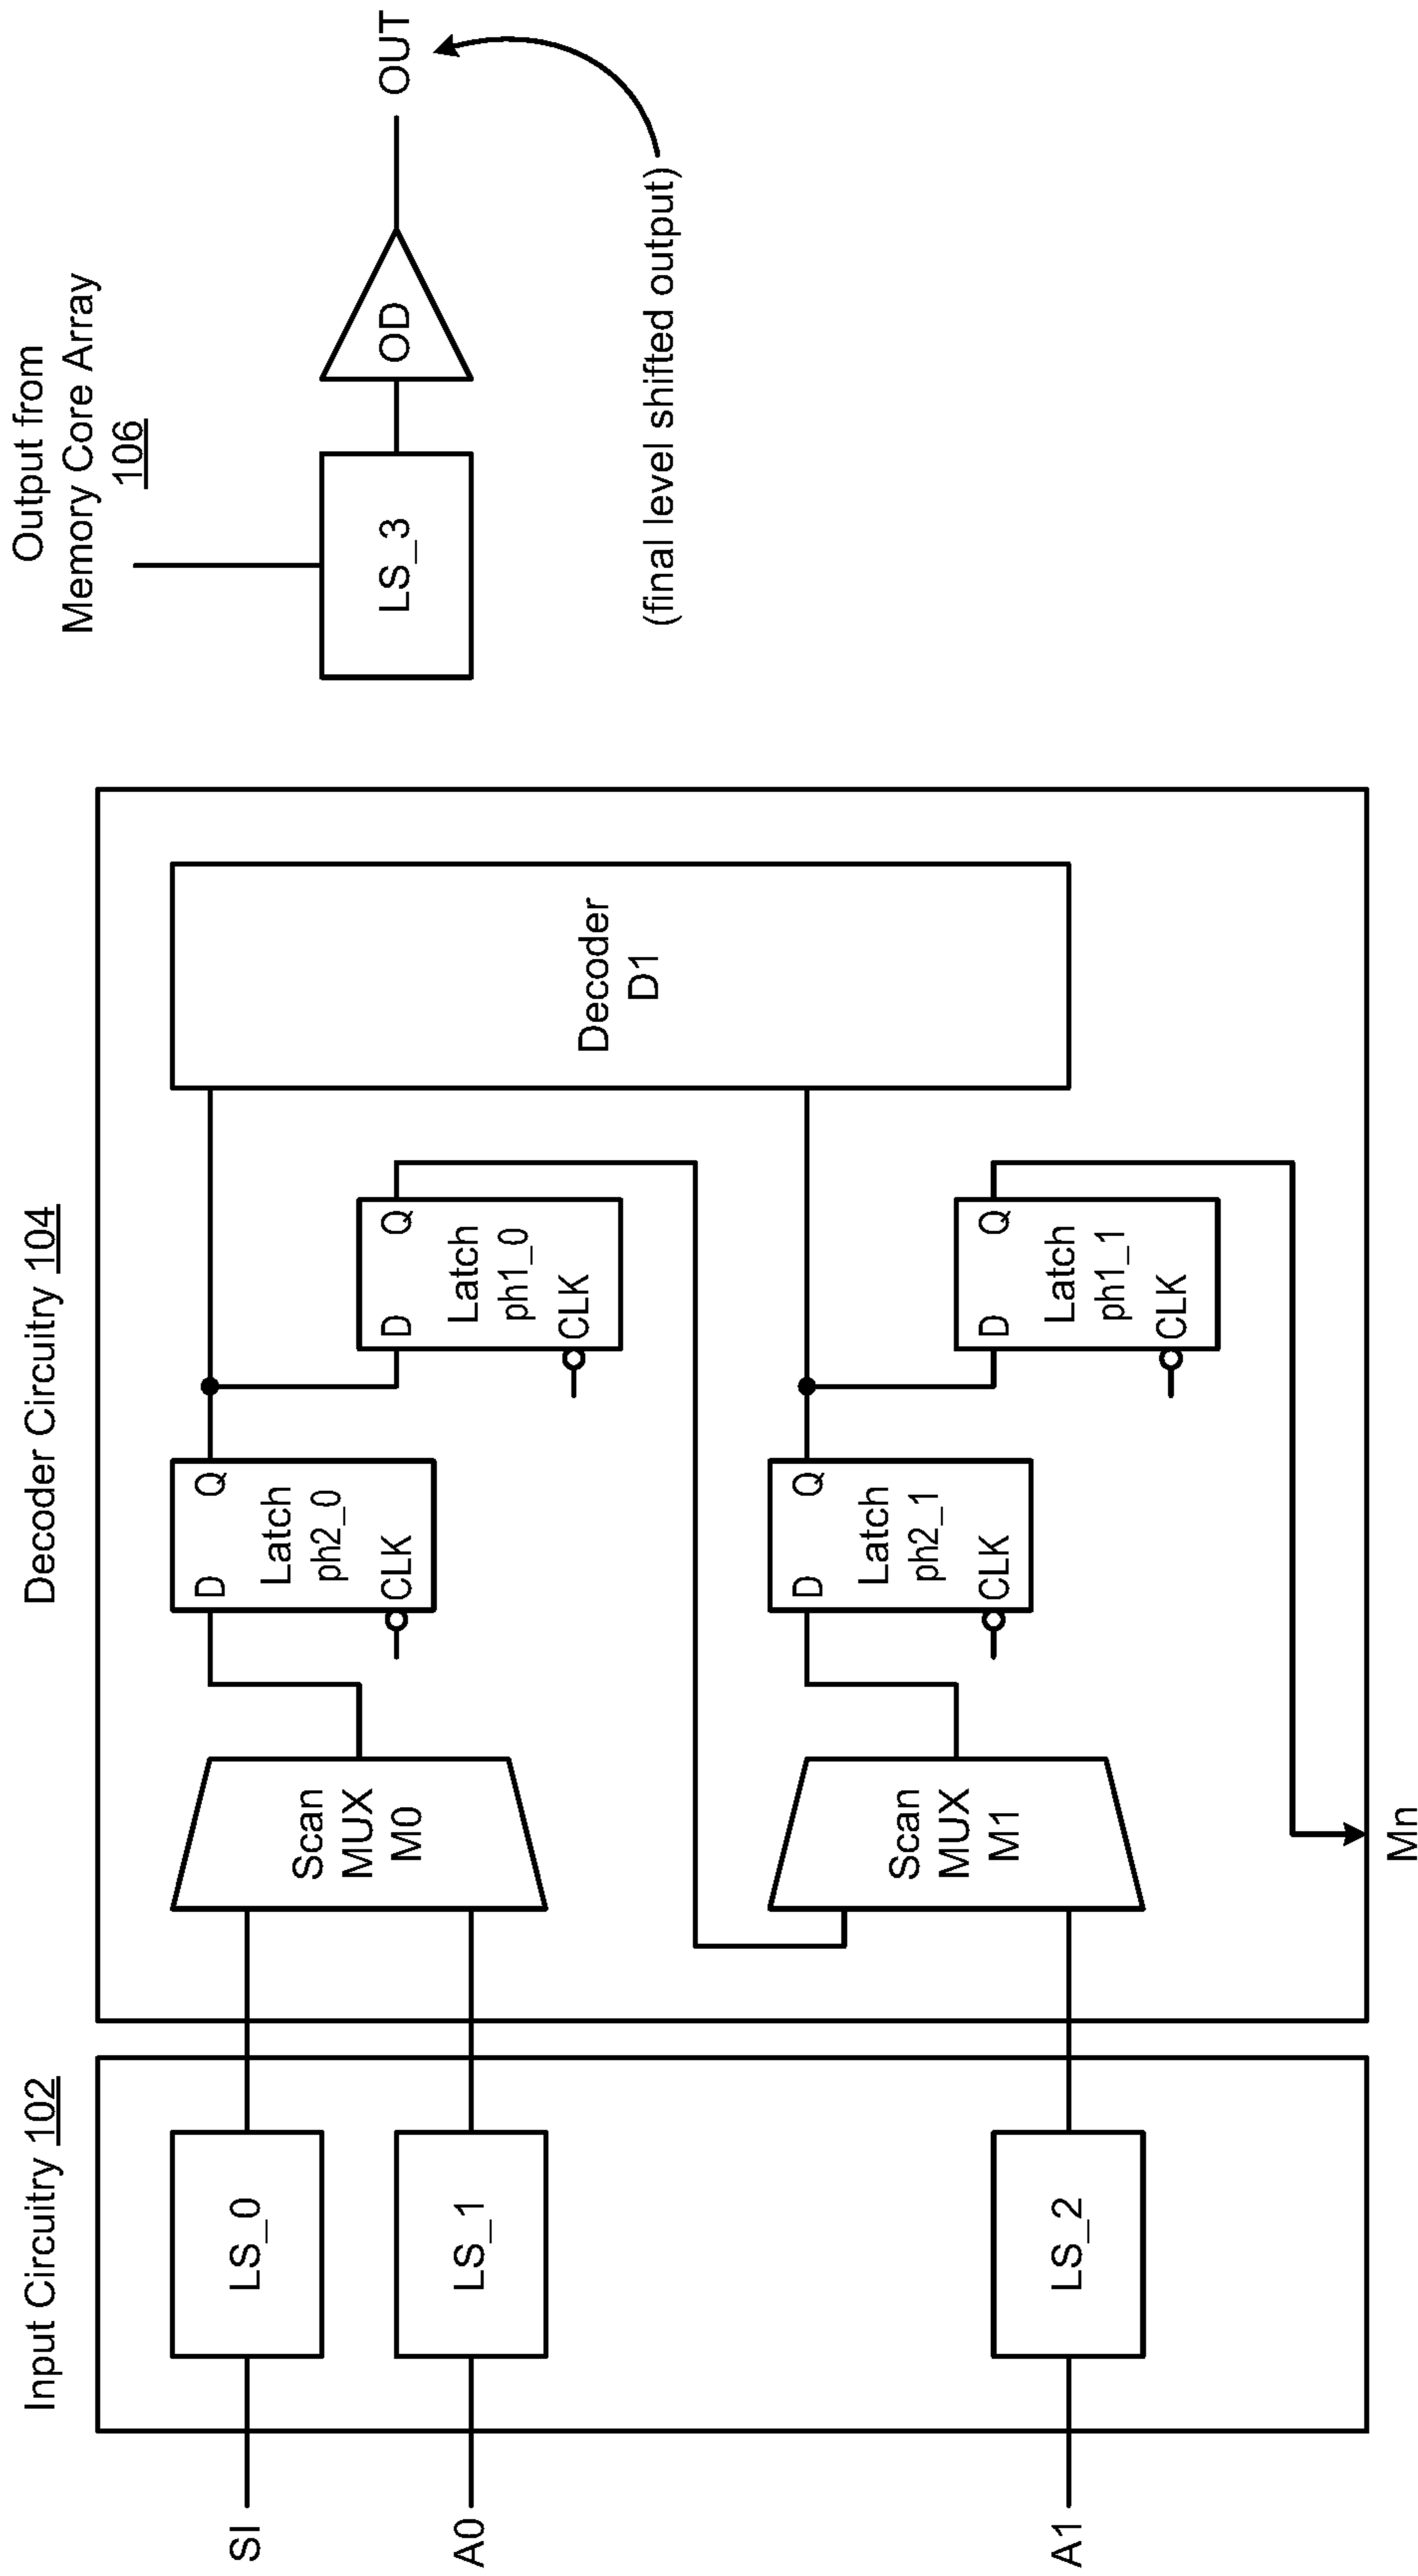 Input Circuitry 102
Decoder Circuitry 104
Output from
Memory Core Array
106
SI
LS_0
A0
LS_1
Scan
MUX
M0
D
Q
Latch
ph2_0
CLK
D
Q
Latch
ph1_0
CLK
Decoder
D1
LS_3
OD
OUT
(final level shifted output)
A1
LS_2
Scan
MUX
M1
D
Q
Latch
ph2_1
CLK
D
Q
Latch
ph1_1
CLK
Mn